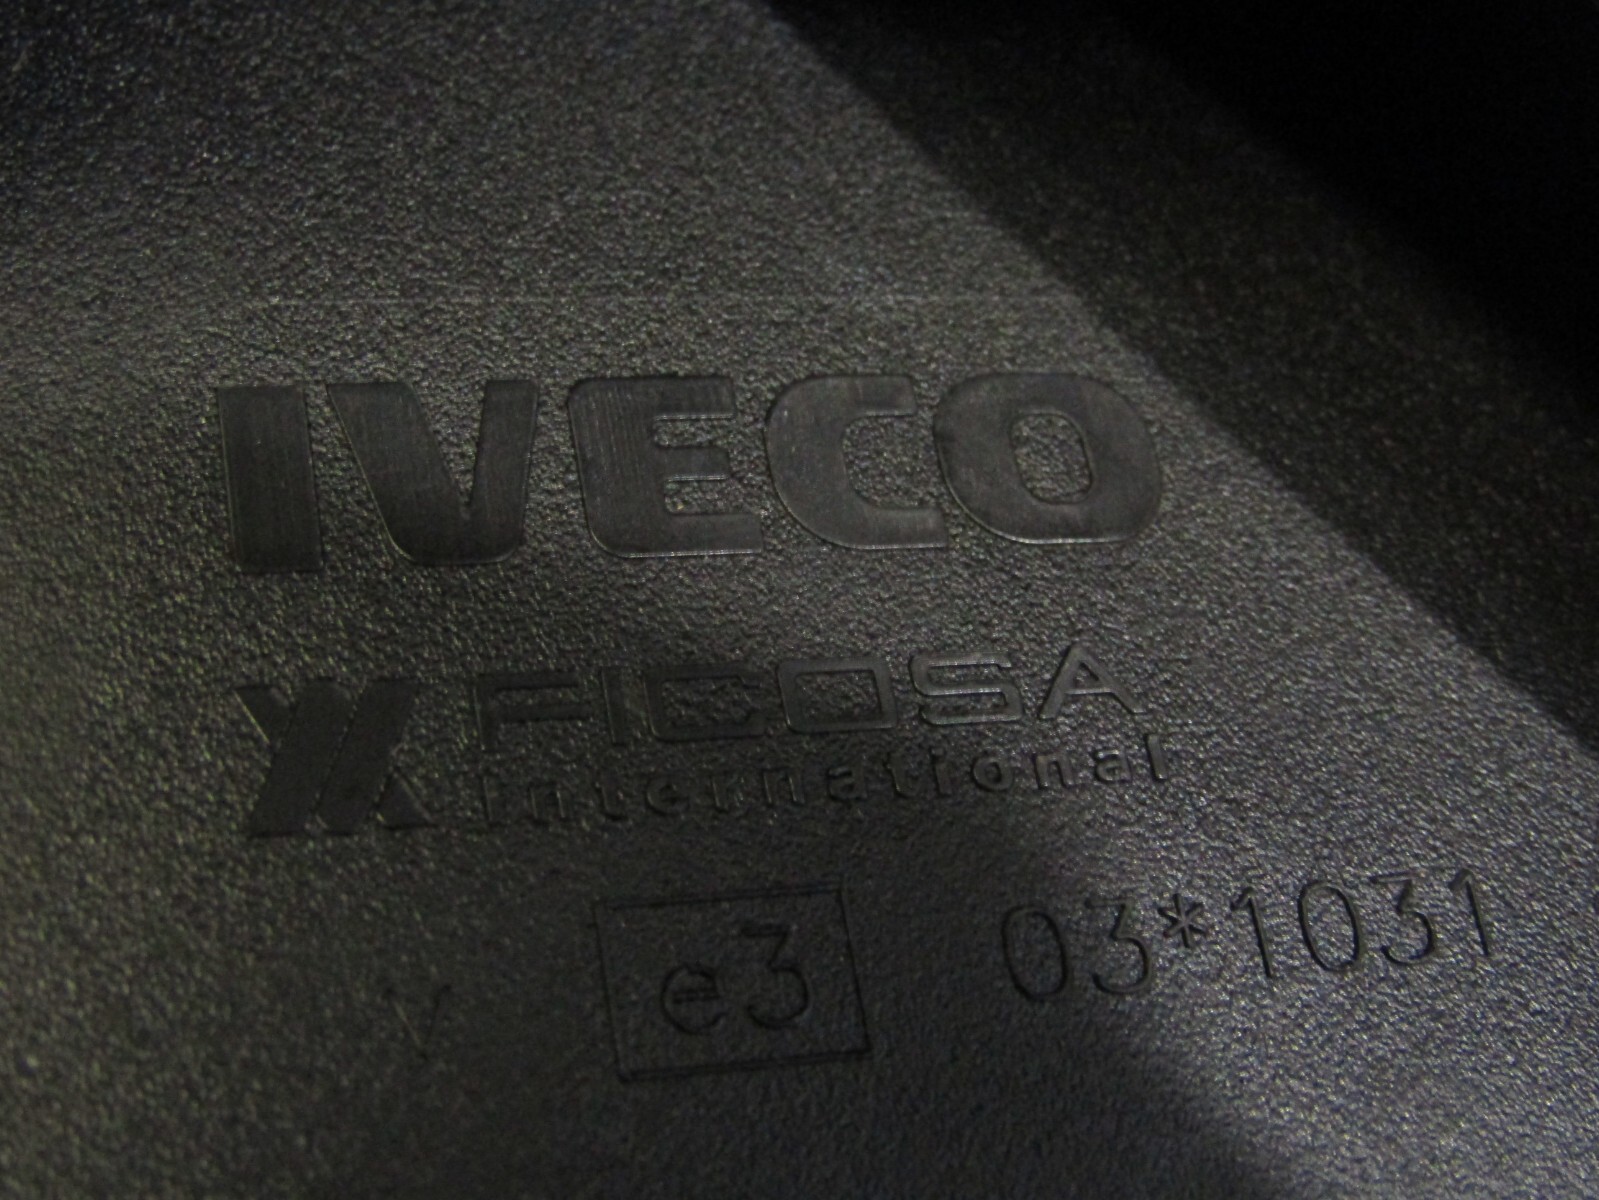 IVECO
FICOSA
international
V e3 03*1031